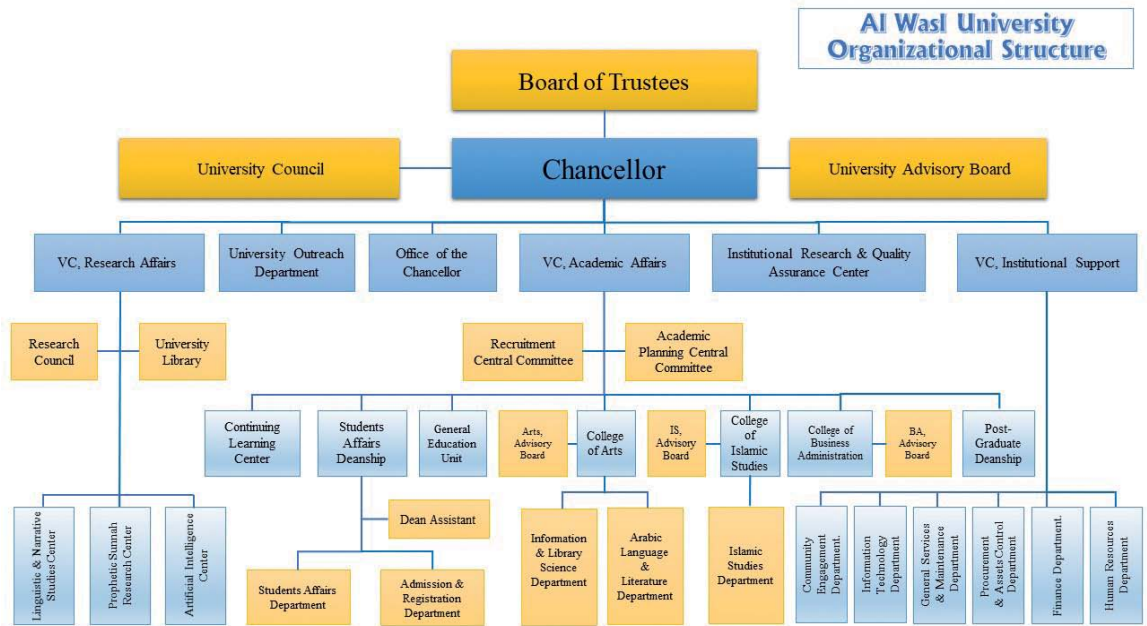 Al Wasl University
Organizational Structure
Board of Trustees
University Council
Chancellor
University Advisory Board
VC, Research Affairs
University Outreach
Department
Office of the
Chancellor
VC, Academic Affairs
Institutional Research & Quality
Assurance Center
VC, Institutional Support
Research
Council
University
Library
Recruitment
Central Committee
Academic
Planning Central
Committee
Continuing
Learning
Center
Students
Affairs
Deanship
General
Education
Unit
Arts,
Advisory
Board
College
of Arts
IS,
Advisory
Board
College
of
Islamic
Studies
College of
Business
Administration
BA,
Advisory
Board
Post-
Graduate
Deanship
Linguistic & Narrative
Studies Center
Prophetic Sunnah
Research Center
Artificial Intelligence
Center
Dean Assistant
Students Affairs
Department
Admission &
Registration
Department
Information
& Library
Science
Department
Arabic
Language
&
Literature
Department
Islamic
Studies
Department
Community
Engagement
Department.
Information
Technology
Department
General Services
& Maintenance
Department
Procurement
& Assets Control
Department
Finance Department.
Human Resources
Department